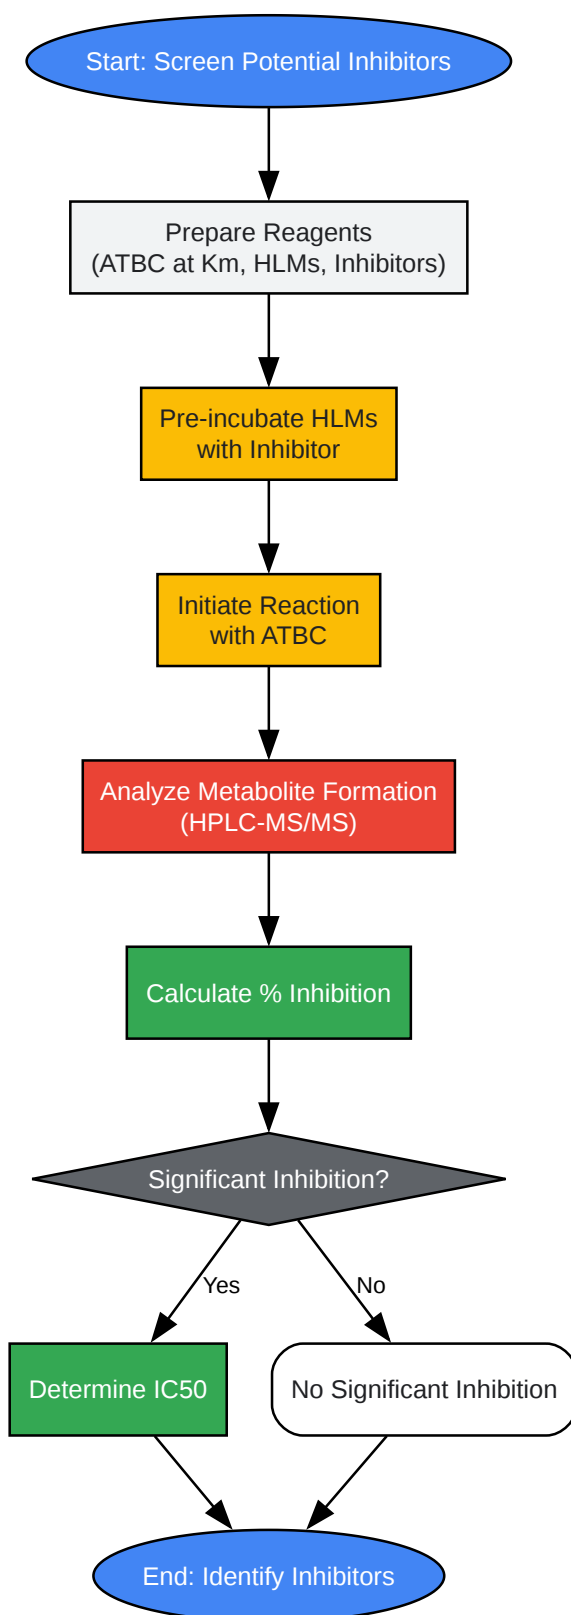 Start: Screen Potential Inhibitors
Prepare Reagents
(ATBC at Km, HLMs, Inhibitors)
Pre-incubate HLMs
with Inhibitor
Initiate Reaction
with ATBC
Analyze Metabolite Formation
(HPLC-MS/MS)
Calculate % Inhibition
Significant Inhibition?
Yes
No
Determine IC50
No Significant Inhibition
End: Identify Inhibitors